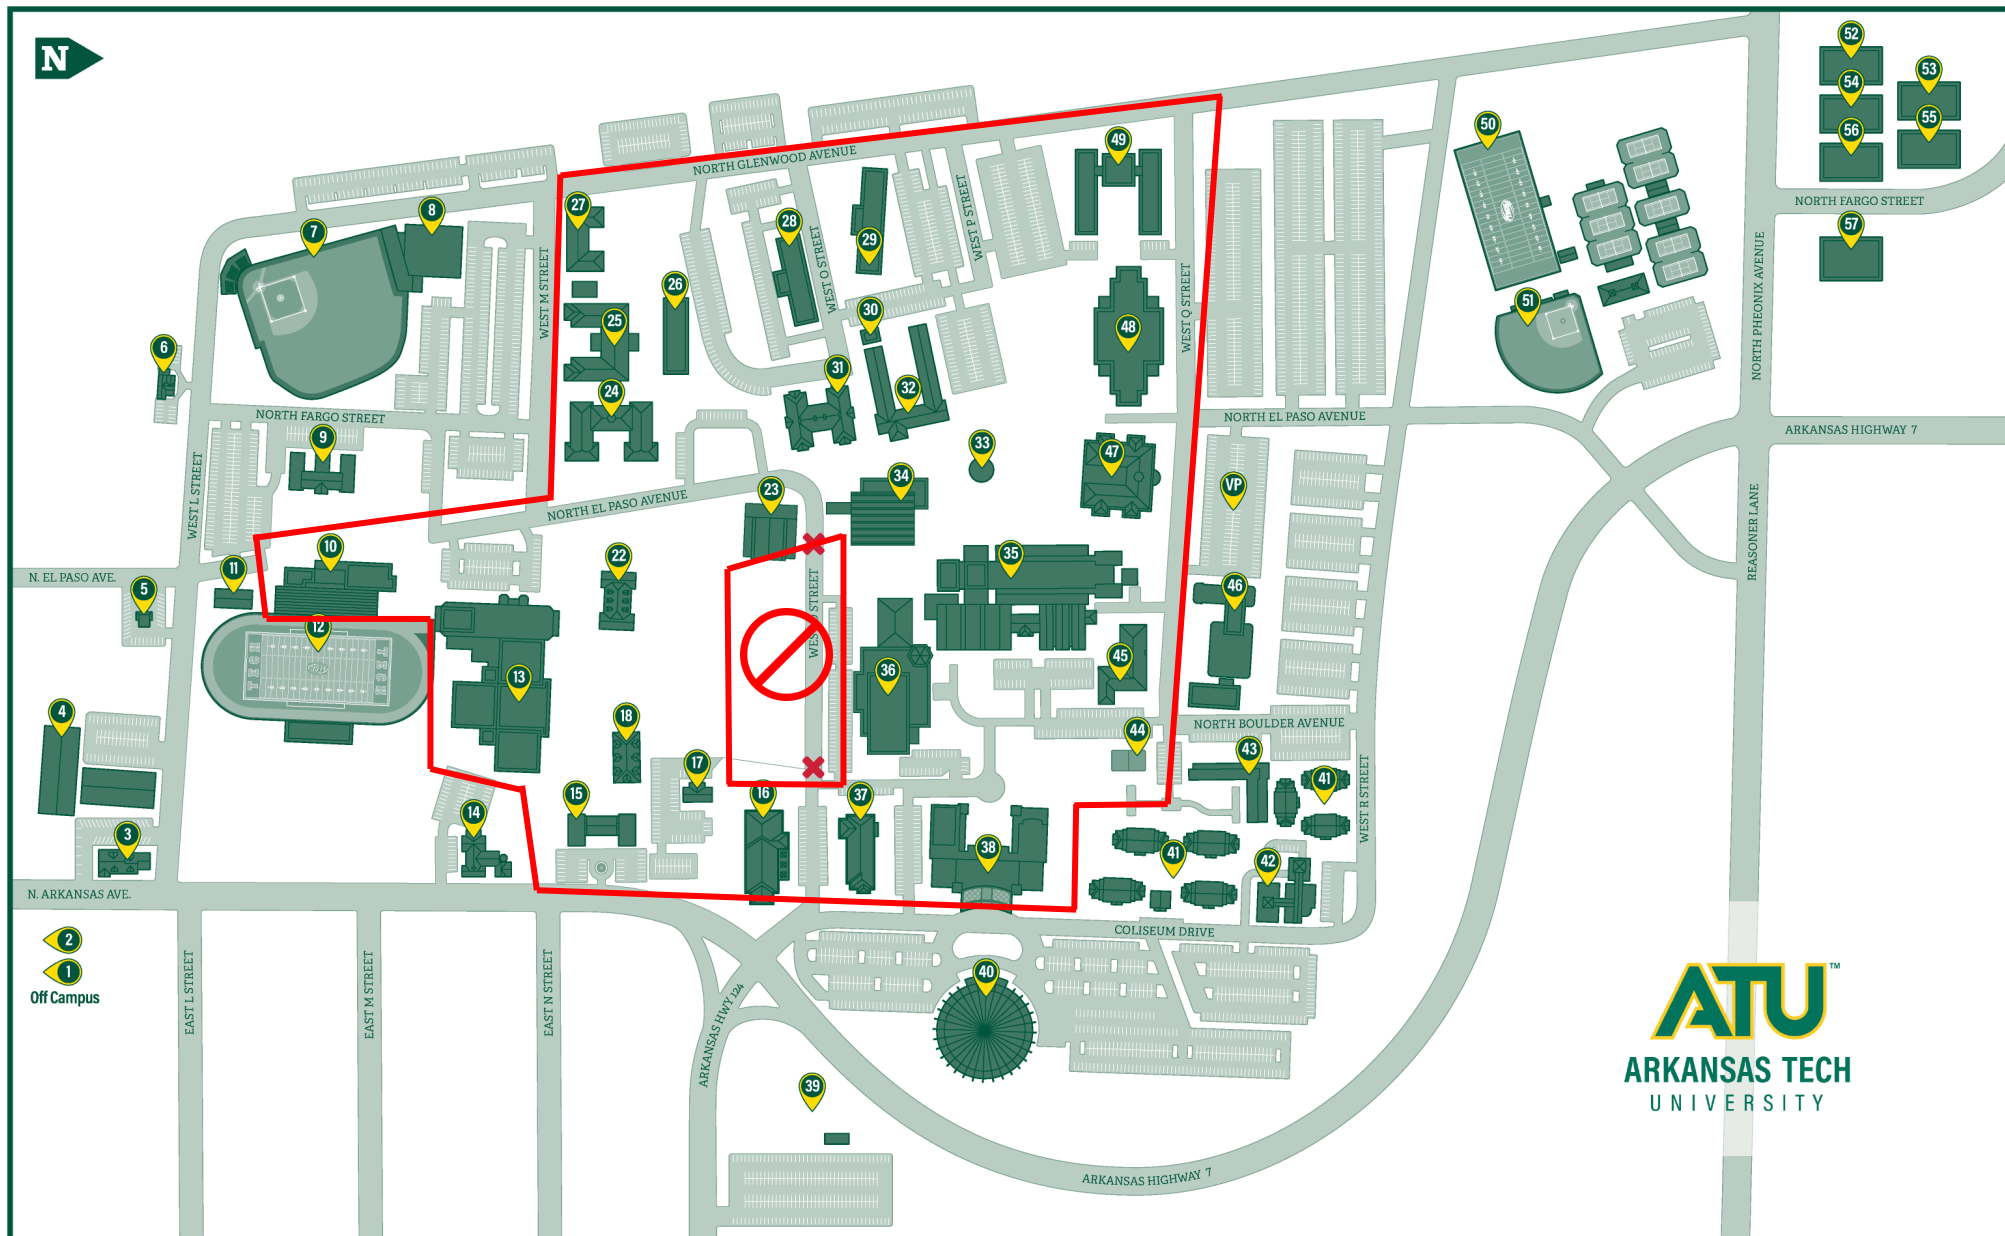 N
52
53
54
55
56
50
49
NORTH GLENWOOD AVENUE
27
8
7
28
29
WEST P STREET
WEST O STREET
WEST M STREET
NORTH FARGO STREET
57
NORTH PHEONIX AVENUE
26
30
51
25
48
WEST Q STREET
6
31
32
24
NORTH FARGO STREET
NORTH EL PASO AVENUE
ARKANSAS HIGHWAY 7
9
33
47
WEST L STREET
34
23
VP
NORTH EL PASO AVENUE
REASONER LANE
10
35
22
11
N. EL PASO AVE.
5
46
12
TECH
TECH
WEST O STREET
13
36
45
4
18
44
NORTH BOULDER AVENUE
43
17
41
16
37
15
WEST R STREET
14
3
38
41
42
N. ARKANSAS AVE.
COLISEUM DRIVE
2
1
Off Campus
EAST L STREET
EAST M STREET
EAST N STREET
ARKANSAS HWY 124
40
39
ARKANSAS HIGHWAY 7
ATU™
ARKANSAS TECH
UNIVERSITY